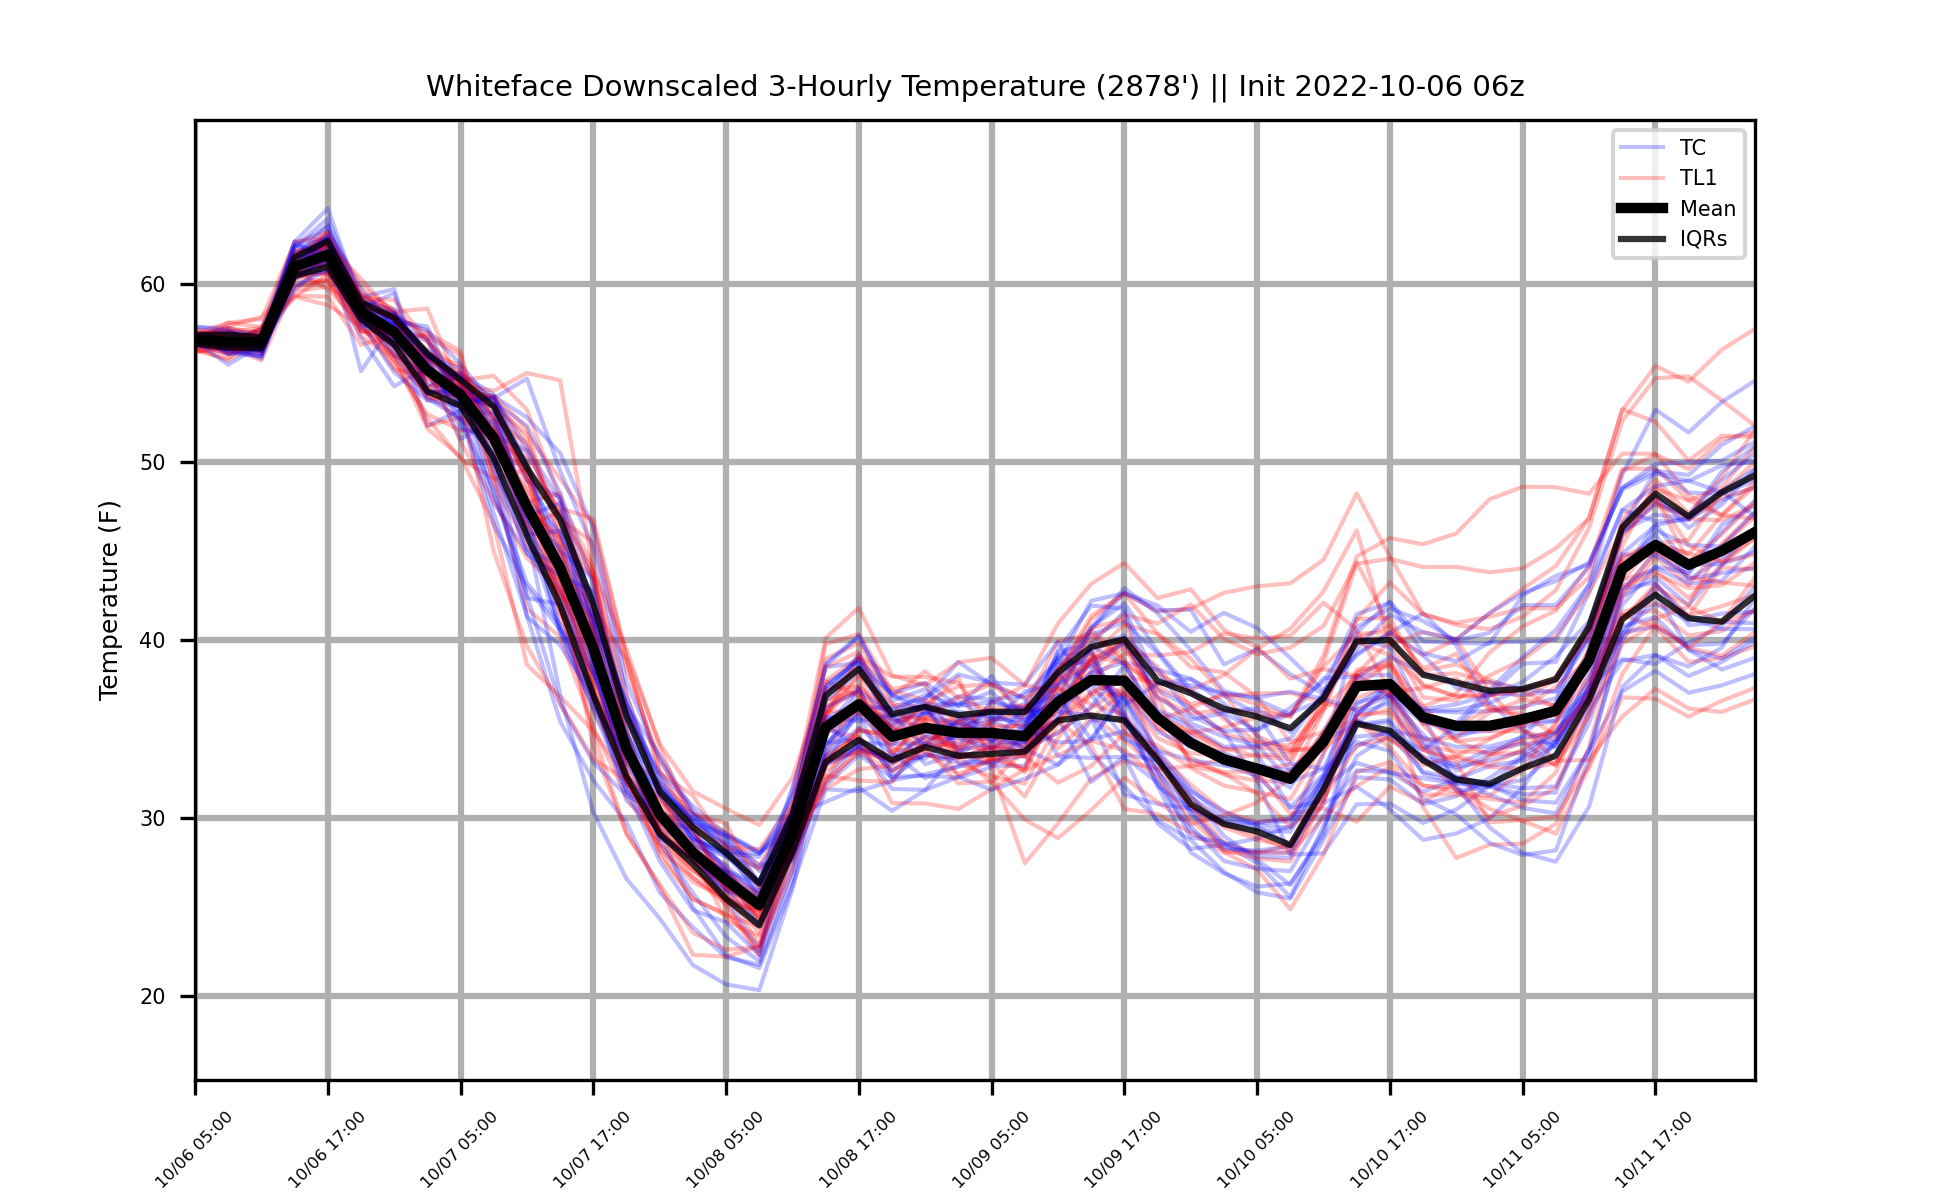 Whiteface Downscaled 3-Hourly Temperature (2878') || Init 2022-10-06 06z
TC
TL1
Mean
IQRs
Temperature (F)
60
50
40
30
20
10/06 05:00
10/06 17:00
10/07 05:00
10/07 17:00
10/08 05:00
10/08 17:00
10/09 05:00
10/09 17:00
10/10 05:00
10/10 17:00
10/11 05:00
10/11 17:00